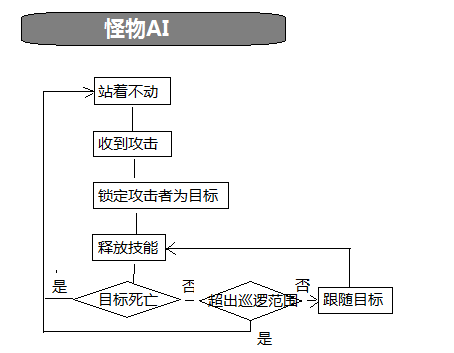 怪物AI
站着不动
收到攻击
锁定攻击者为目标
释放技能
是
目标死亡
否
超出巡逻范围
否
跟随目标
是